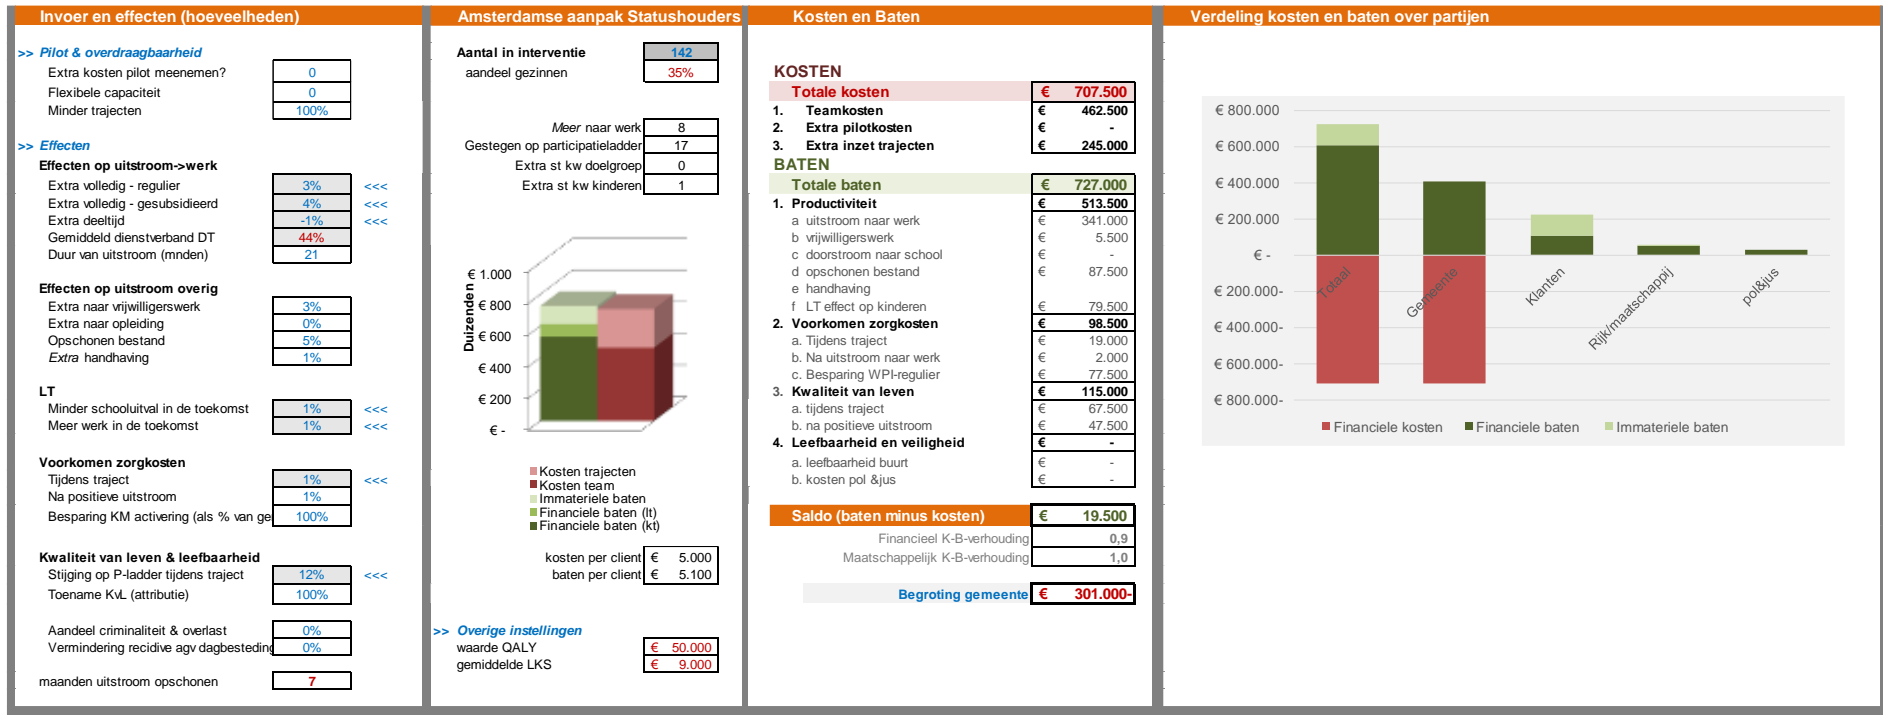 Invoer en effecten (hoeveelheden)
>> Pilot & overdraagbaarheid
Extra kosten pilot meenemen? 0
Flexibele capaciteit 0
Minder trajecten 100%
>> Effecten
Effecten op uitstroom->werk
Extra volledig - regulier 3% <<<
Extra volledig - gesubsidieerd 4% <<<
Extra deeltijd -1% <<<
Gemiddeld dienstverband DT 44%
Duur van uitstroom (mnden) 21
Effecten op uitstroom overig
Extra naar vrijwilligerswerk 3%
Extra naar opleiding 0%
Opschonen bestand 5%
Extra handhaving 1%
LT
Minder schooluitval in de toekomst 1% <<<
Meer werk in de toekomst 1% <<<
Voorkomen zorgkosten
Tijdens traject 1% <<<
Na positieve uitstroom 1%
Besparing KM activering (als % van ge 100%
Kwaliteit van leven & leefbaarheid
Stijging op P-ladder tijdens traject 12% <<<
Toename KvL (attributie) 100%
Aandeel criminaliteit & overlast 0%
Vermindering recidive agv dagbesteding 0%
maanden uitstroom opschonen 7
Amsterdamse aanpak Statushouders
Aantal in interventie 142
aandeel gezinnen 35%
Meer naar werk 8
Gestegen op participatieladder 17
Extra st kw doelgroep 0
Extra st kw kinderen 1
Duizenden
€ 1.000
€ 800
€ 600
€ 400
€ 200
€ -
Kosten trajecten
Kosten team
Immateriele baten
Financiele baten (lt)
Financiele baten (kt)
kosten per client € 5.000
baten per client € 5.100
>> Overige instellingen
waarde QALY € 50.000
gemiddelde LKS € 9.000
Kosten en Baten
KOSTEN
Totale kosten € 707.500
1. Teamkosten € 462.500
2. Extra pilotkosten € -
3. Extra inzet trajecten € 245.000
BATEN
Totale baten € 727.000
1. Productiviteit € 513.500
a uitstroom naar werk € 341.000
b vrijwilligerswerk € 5.500
c doorstroom naar school € -
d opschonen bestand € 87.500
e handhaving
f LT effect op kinderen € 79.500
2. Voorkomen zorgkosten € 98.500
a. Tijdens traject € 19.000
b. Na uitstroom naar werk € 2.000
c. Besparing WPI-regulier € 77.500
3. Kwaliteit van leven € 115.000
a. tijdens traject € 67.500
b. na positieve uitstroom € 47.500
4. Leefbaarheid en veiligheid € -
a. leefbaarheid buurt € -
b. kosten pol &jus € -
Saldo (baten minus kosten) € 19.500
Financieel K-B-verhouding 0,9
Maatschappelijk K-B-verhouding 1,0
Begroting gemeente € 301.000-
Verdeling kosten en baten over partijen
€ 800.000
€ 600.000
€ 400.000
€ 200.000
€ -
€ 200.000-
€ 400.000-
€ 600.000-
€ 800.000-
Totaal
Gemeente
Klanten
Rijk/maatschappij
pol&jus
Financiele kosten Financiele baten Immateriele baten